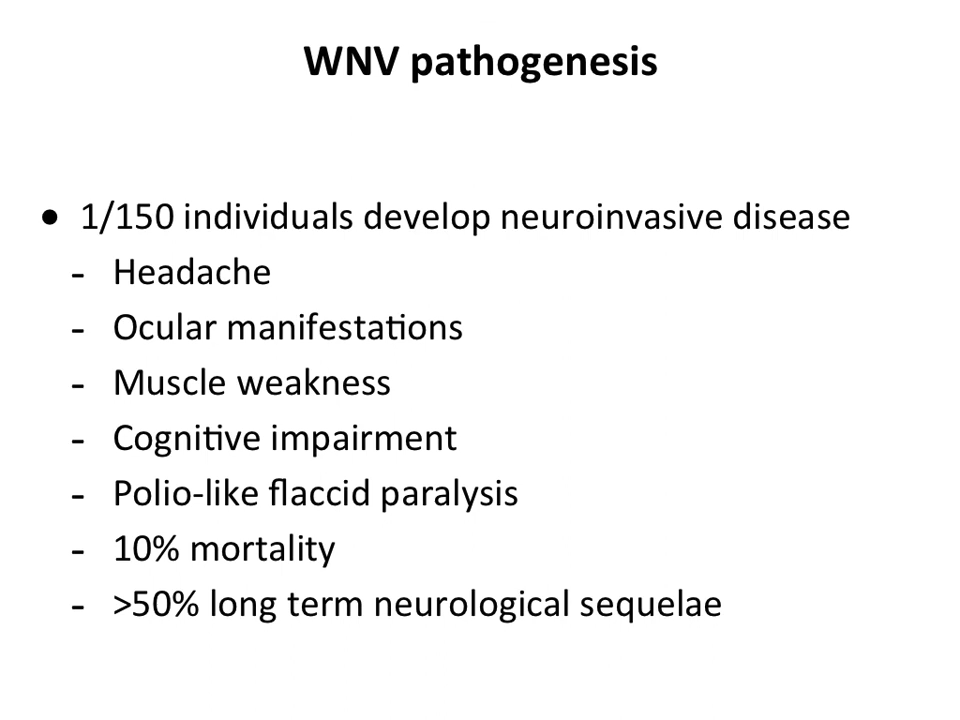 WNV pathogenesis
• 1/150 individuals develop neuroinvasive disease
- Headache
- Ocular manifestations
- Muscle weakness
- Cognitive impairment
- Polio-like flaccid paralysis
- 10% mortality
- >50% long term neurological sequelae